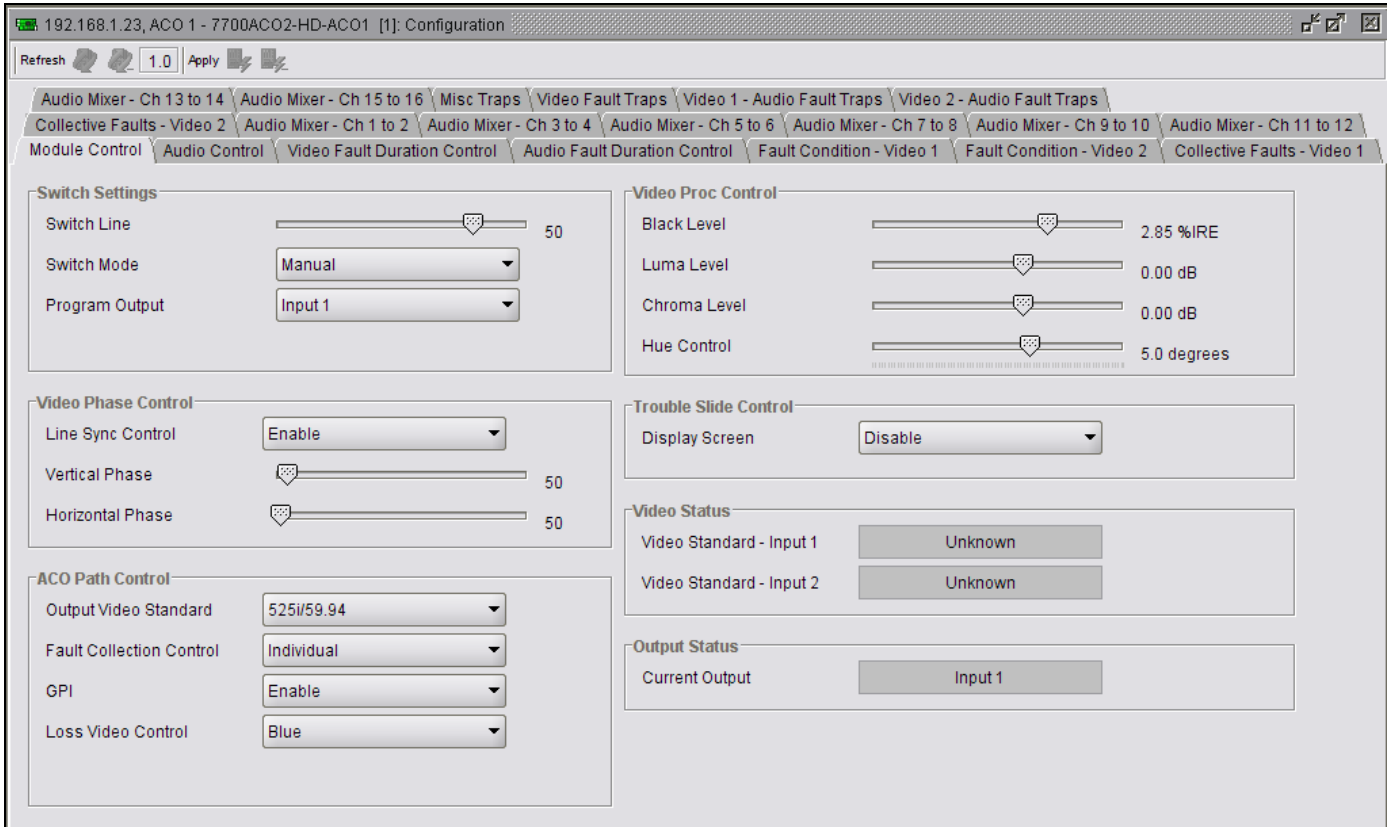 192.168.1.23, ACO 1 - 7700ACO2-HD-ACO1 [1]: Configuration
Refresh 1.0 Apply
Audio Mixer - Ch 13 to 14 Audio Mixer - Ch 15 to 16 Misc Traps Video Fault Traps Video 1 - Audio Fault Traps Video 2 - Audio Fault Traps
Collective Faults - Video 2 Audio Mixer - Ch 1 to 2 Audio Mixer - Ch 3 to 4 Audio Mixer - Ch 5 to 6 Audio Mixer - Ch 7 to 8 Audio Mixer - Ch 9 to 10 Audio Mixer - Ch 11 to 12
Module Control Audio Control Video Fault Duration Control Audio Fault Duration Control Fault Condition - Video 1 Fault Condition - Video 2 Collective Faults - Video 1
Switch Settings
Switch Line 50
Switch Mode Manual
Program Output Input 1
Video Phase Control
Line Sync Control Enable
Vertical Phase 50
Horizontal Phase 50
ACO Path Control
Output Video Standard 525i/59.94
Fault Collection Control Individual
GPI Enable
Loss Video Control Blue
Video Proc Control
Black Level 2.85 %IRE
Luma Level 0.00 dB
Chroma Level 0.00 dB
Hue Control 5.0 degrees
Trouble Slide Control
Display Screen Disable
Video Status
Video Standard - Input 1 Unknown
Video Standard - Input 2 Unknown
Output Status
Current Output Input 1